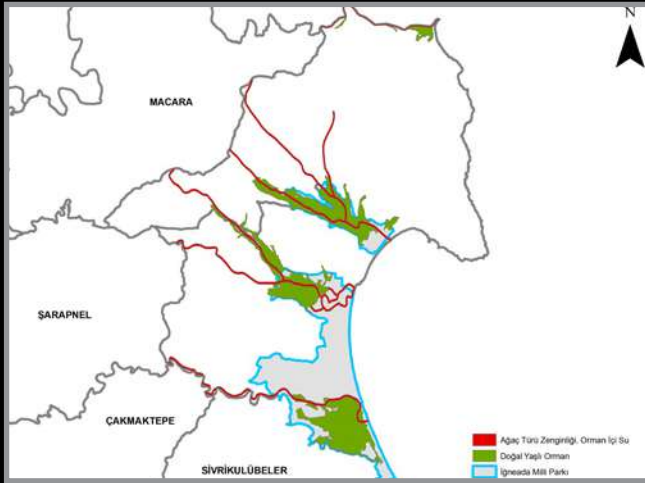 N
MACARA
ŞARAPNEL
ÇAKMAKTEPE
SİVRİKULÜBELER
Ağaç Türü Zenginliği, Orman İçi Su
Doğal Yaşlı Orman
İğneada Milli Parkı